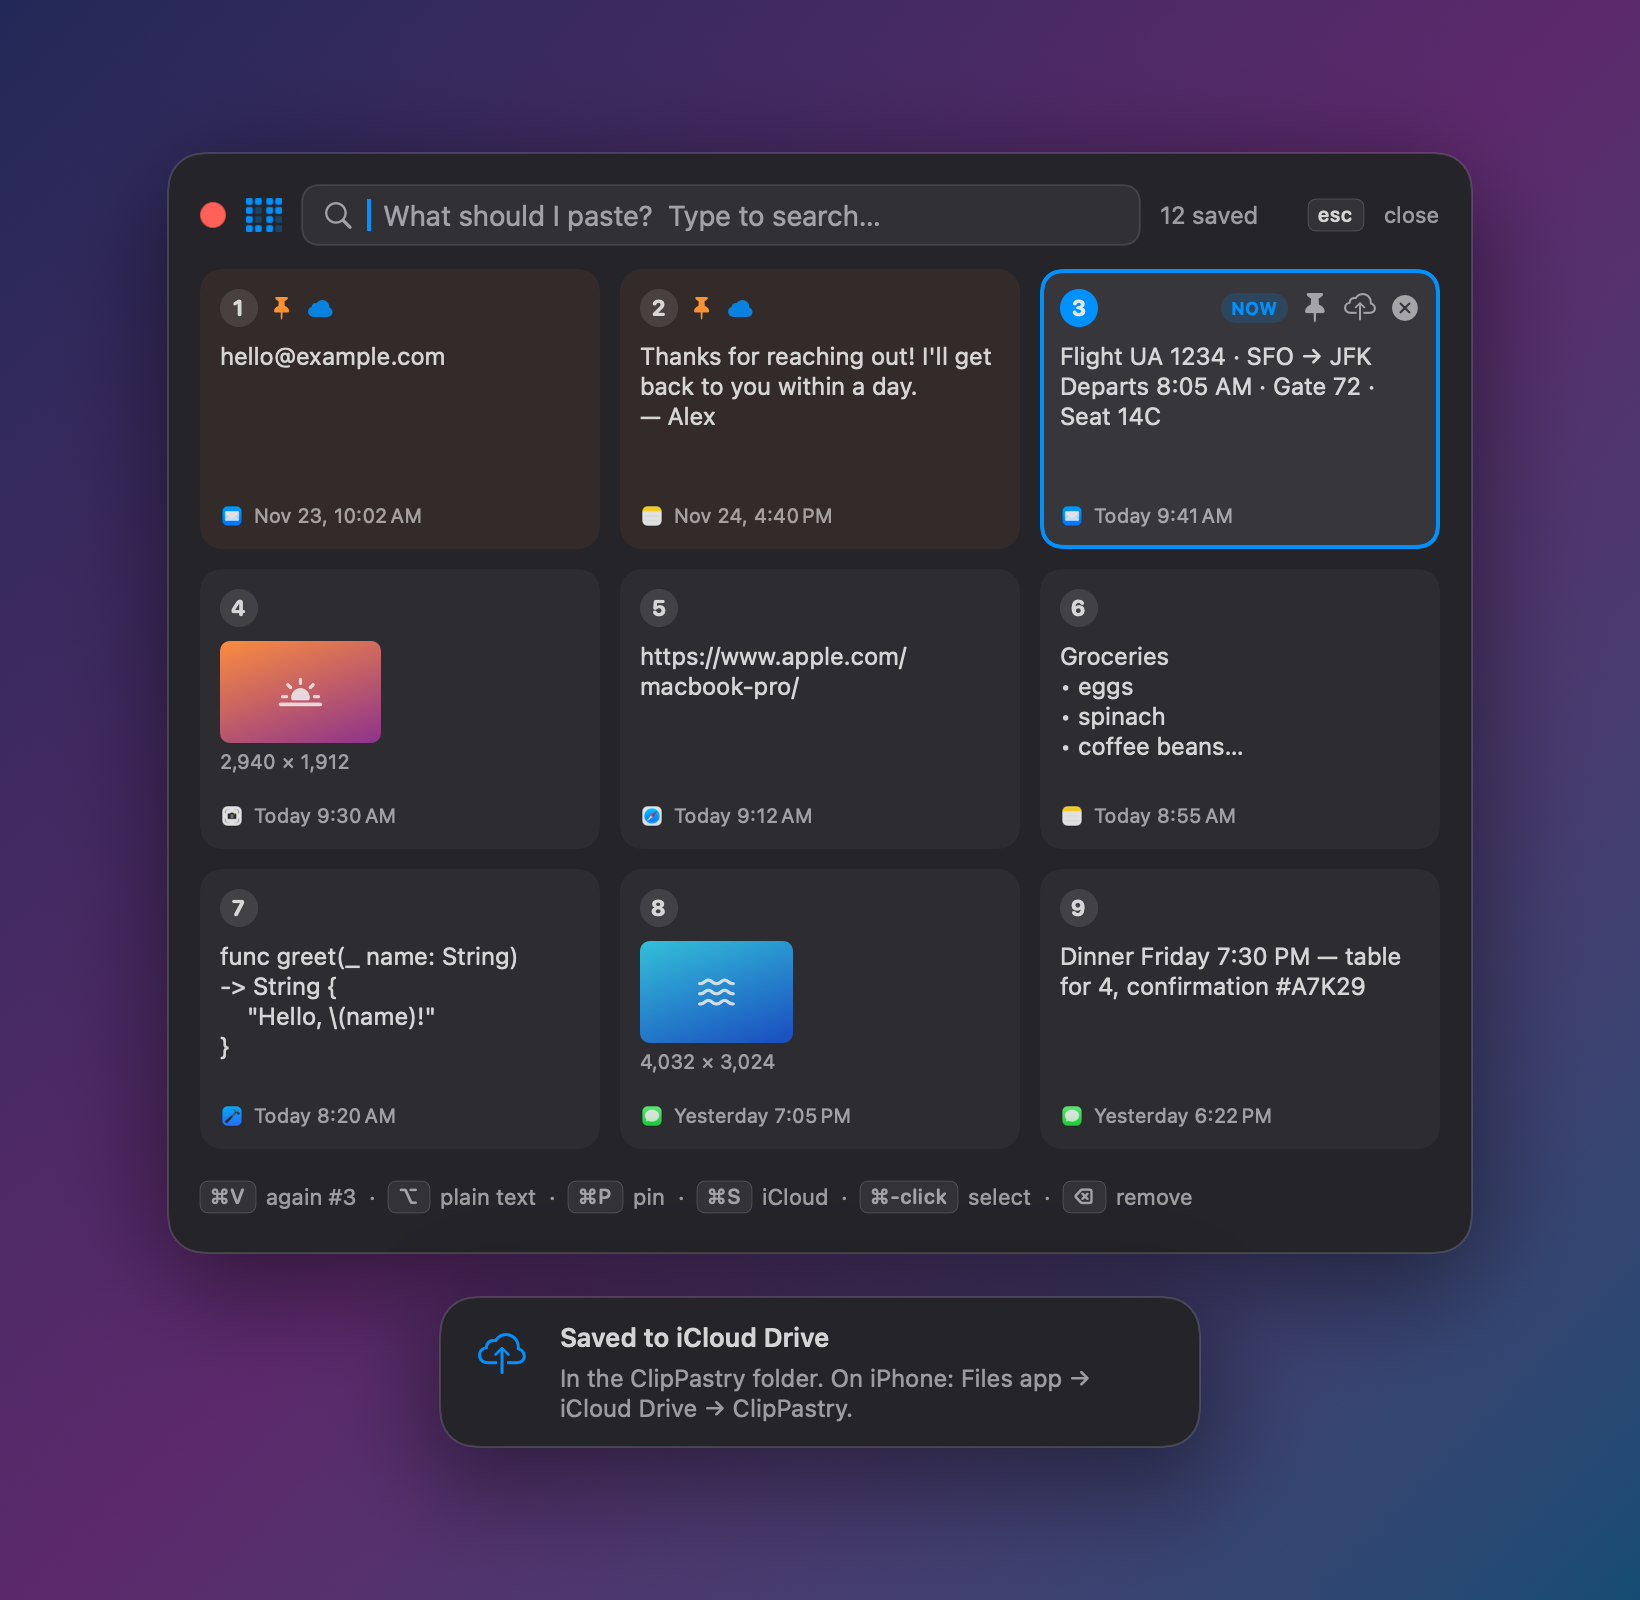 What should I paste?  Type to search...
12 saved
esc close
1
hello@example.com
Nov 23, 10:02 AM
2
Thanks for reaching out! I'll get
back to you within a day.
— Alex
Nov 24, 4:40 PM
3 NOW
Flight UA 1234 · SFO → JFK
Departs 8:05 AM · Gate 72 ·
Seat 14C
Today 9:41 AM
4
2,940 × 1,912
Today 9:30 AM
5
https://www.apple.com/
macbook-pro/
Today 9:12 AM
6
Groceries
• eggs
• spinach
• coffee beans...
Today 8:55 AM
7
func greet(_ name: String)
-> String {
    "Hello, \(name)!"
}
Today 8:20 AM
8
4,032 × 3,024
Yesterday 7:05 PM
9
Dinner Friday 7:30 PM — table
for 4, confirmation #A7K29
Yesterday 6:22 PM
⌘V again #3 · ⌥ plain text · ⌘P pin · ⌘S iCloud · ⌘-click select · ⌫ remove
Saved to iCloud Drive
In the ClipPastry folder. On iPhone: Files app →
iCloud Drive → ClipPastry.